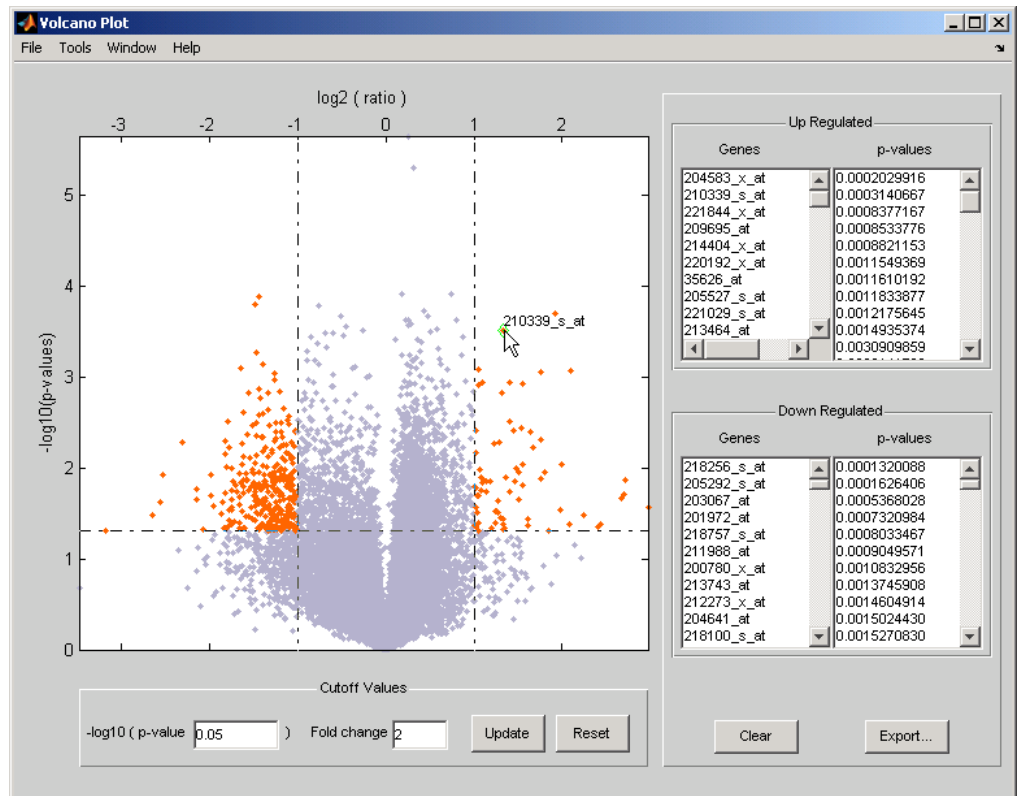 Volcano Plot
File Tools Window Help
log2 ( ratio )
-3 -2 -1 0 1 2
5
4
3
2
1
0
-log10(p-values)
210339_s_at
Cutoff Values
-log10 ( p-value 0.05 ) Fold change 2 Update Reset
Up Regulated
Genes p-values
204583_x_at 0.0002029916
210339_s_at 0.0003140667
221844_x_at 0.0008377167
209695_at 0.0008533776
214404_x_at 0.0008821153
220192_x_at 0.0011549369
35626_at 0.0011610192
205527_s_at 0.0011833877
221029_s_at 0.0012175645
213464_at 0.0014935374
0.0030909859
Down Regulated
Genes p-values
218256_s_at 0.0001320088
205292_s_at 0.0001626406
203067_at 0.0005368028
201972_at 0.0007320984
218757_s_at 0.0008033467
211988_at 0.0009049571
200780_x_at 0.0010832956
213743_at 0.0013745908
212273_x_at 0.0014604914
204641_at 0.0015024430
218100_s_at 0.0015270830
Clear Export...